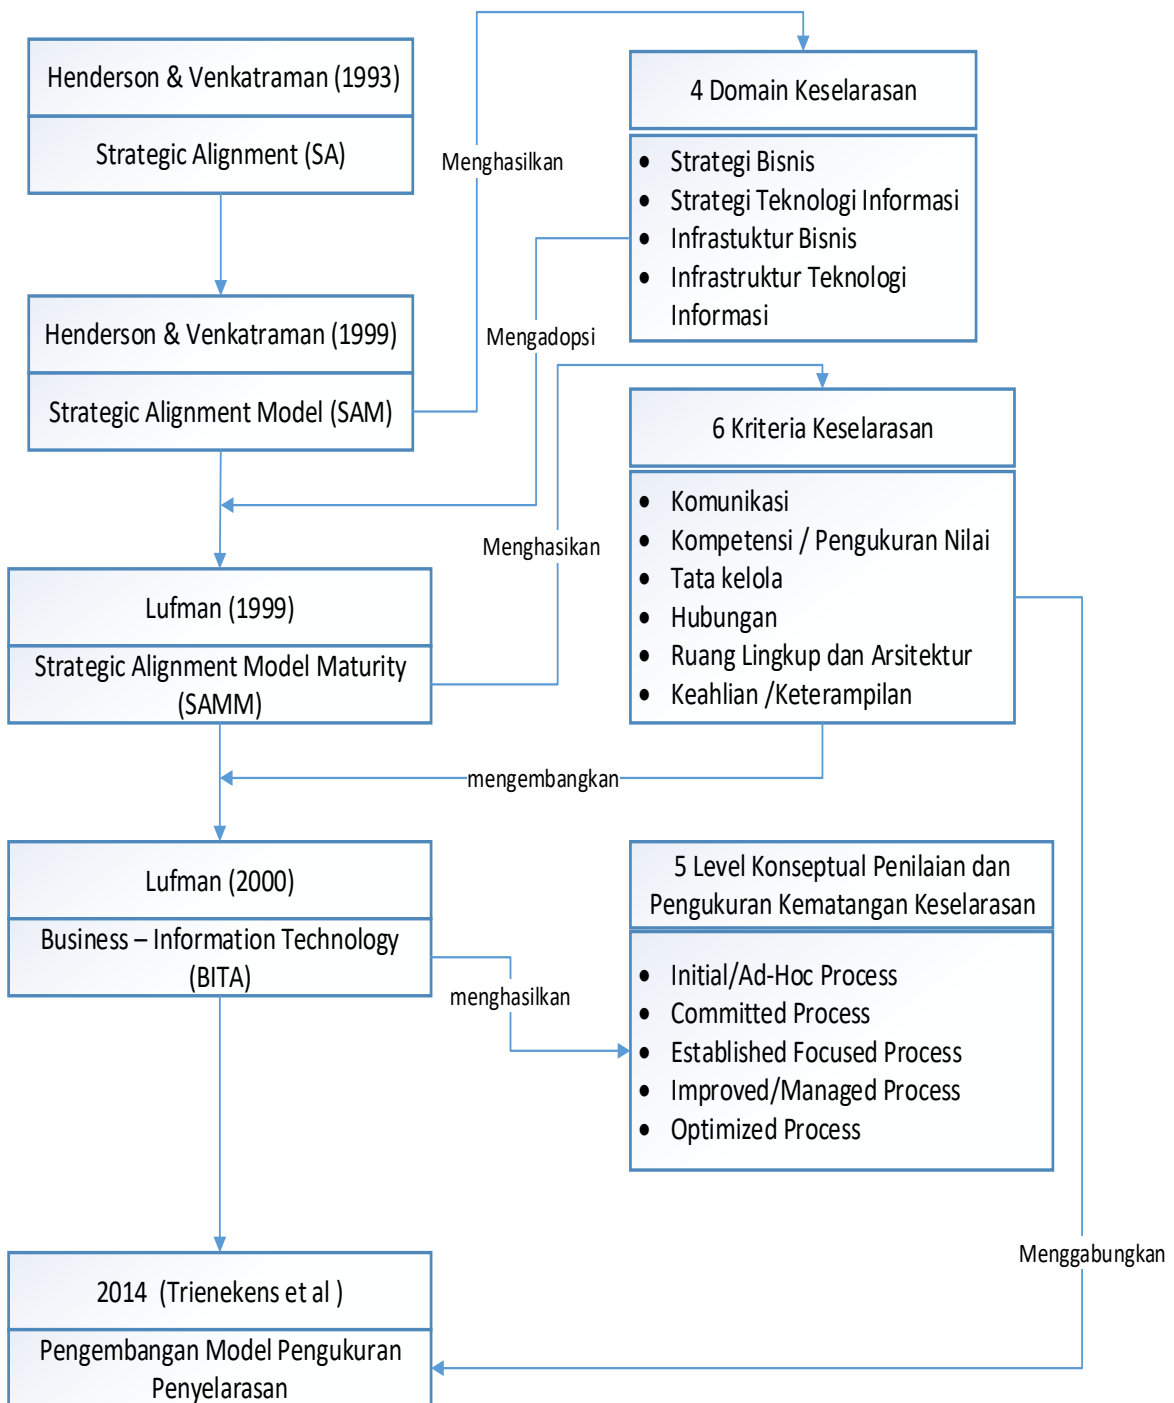 Henderson & Venkatraman (1993)
Strategic Alignment (SA)
Menghasilkan
4 Domain Keselarasan
• Strategi Bisnis
• Strategi Teknologi Informasi
• Infrastuktur Bisnis
• Infrastruktur Teknologi
Informasi
Henderson & Venkatraman (1999)
Strategic Alignment Model (SAM)
Mengadopsi
6 Kriteria Keselarasan
• Komunikasi
• Kompetensi / Pengukuran Nilai
• Tata kelola
• Hubungan
• Ruang Lingkup dan Arsitektur
• Keahlian /Keterampilan
Menghasikan
Lufman (1999)
Strategic Alignment Model Maturity
(SAMM)
mengembangkan
Lufman (2000)
Business – Information Technology
(BITA)
menghasilkan
5 Level Konseptual Penilaian dan
Pengukuran Kematangan Keselarasan
• Initial/Ad-Hoc Process
• Committed Process
• Established Focused Process
• Improved/Managed Process
• Optimized Process
Menggabungkan
2014 (Trienekens et al )
Pengembangan Model Pengukuran
Penyelarasan